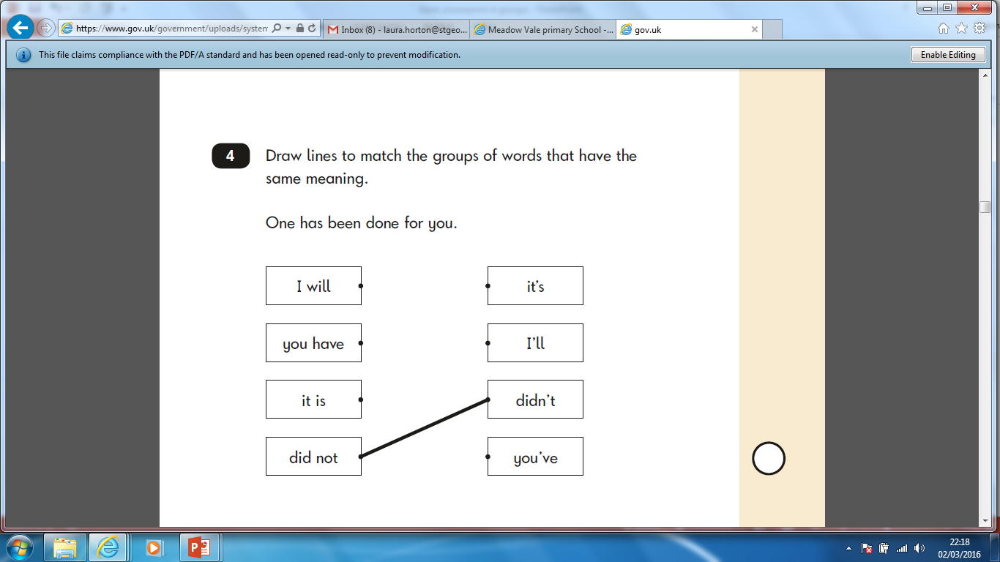 https://www.gov.uk/government/uploads/system
Inbox (8) - laura.horton@stgeo...
Meadow Vale primary School -...
gov.uk
This file claims compliance with the PDF/A standard and has been opened read-only to prevent modification.
Enable Editing
4 Draw lines to match the groups of words that have the
same meaning.
One has been done for you.
I will it's
you have I'll
it is didn't
did not you've
22:18
02/03/2016